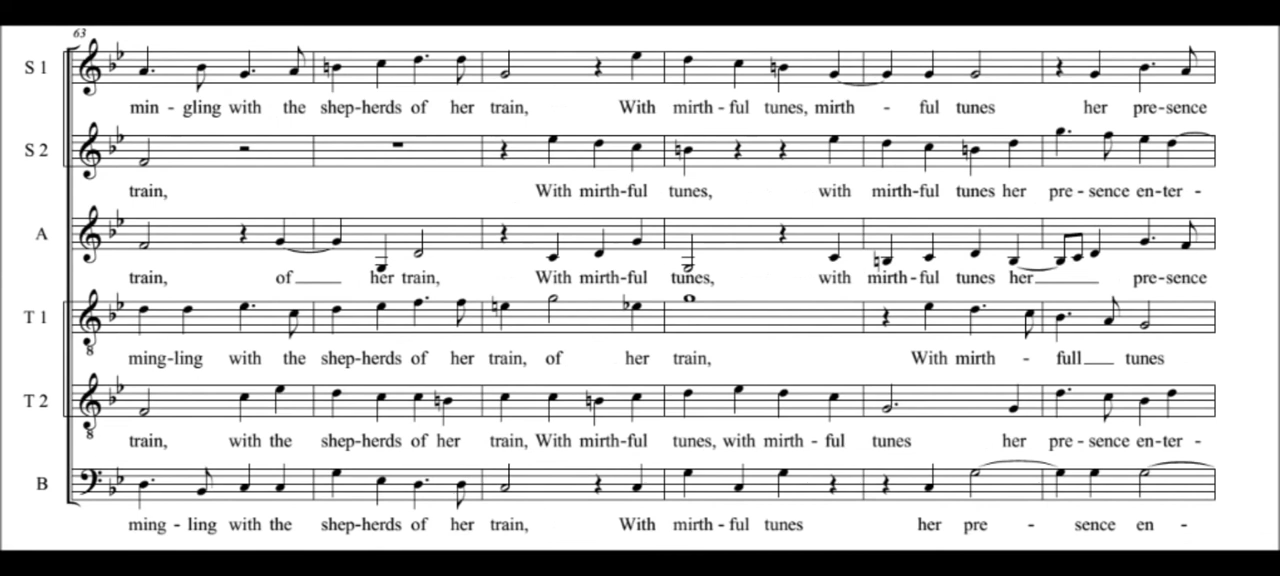 63
S 1
min - gling with the shep-herds of her train, With mirth - ful tunes, mirth - ful tunes her pre-sence
S 2
train, With mirth-ful tunes, with mirth-ful tunes her pre - sence en-ter -
A
train, of her train, With mirth-ful tunes, with mirth-ful tunes her pre-sence
T 1
8
ming-ling with the shep-herds of her train, of her train, With mirth - full tunes
T 2
8
train, with the shep-herds of her train, With mirth-ful tunes, with mirth - ful tunes her pre - sence en-ter -
B
ming - ling with the shep-herds of her train, With mirth - ful tunes her pre - sence en -